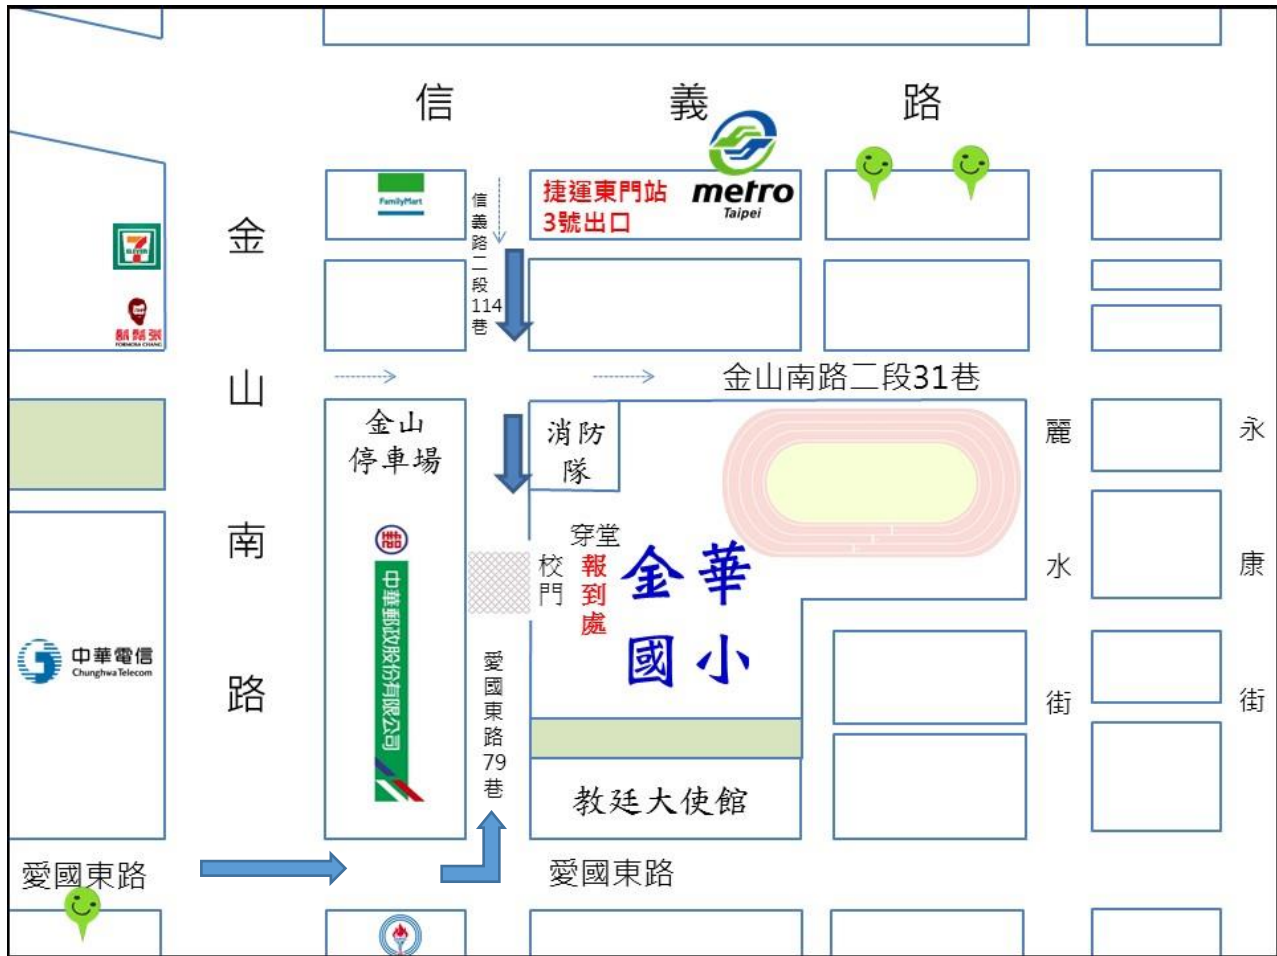 信義路
FamilyMart
信義路二段114巷
捷運東門站
3號出口
metro
Taipei
金山南路
7
ELEVEN
鬍鬚張
FORMOSA CHANG
金山南路二段31巷
金山
停車場
消防
隊
麗水街
永康街
穿堂
校門
報到處
金華
國小
中華郵政股份有限公司
中華電信
Chunghwa Telecom
愛國東路79巷
教廷大使館
愛國東路
愛國東路